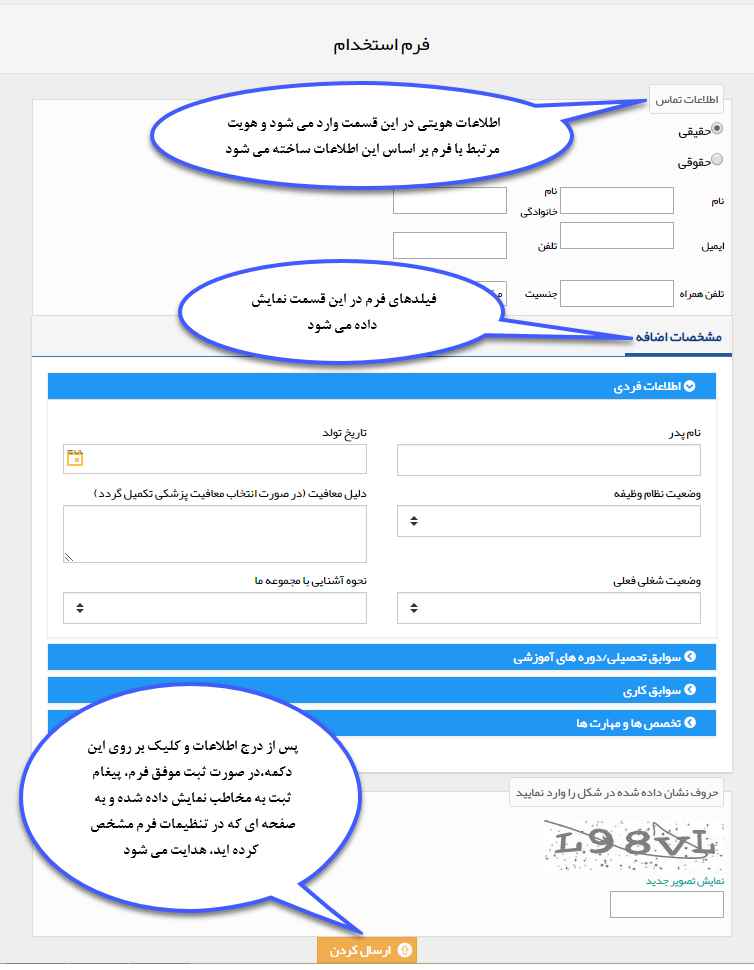 فرم استخدام
اطلاعات تماس
اطلاعات هویتی در این قسمت وارد می شود و هویت
مرتبط با فرم بر اساس این اطلاعات ساخته می شود
حقیقی
حقوقی
نام
نام
خانوادگی
ایمیل
تلفن
تلفن همراه
جنسیت
فیلدهای فرم در این قسمت نمایش
داده می شود
مشخصات اضافه
اطلاعات فردی
نام پدر
تاریخ تولد
وضعیت نظام وظیفه
دلیل معافیت (در صورت انتخاب معافیت پزشکی تکمیل گردد)
وضعیت شغلی فعلی
نحوه آشنایی با مجموعه ما
سوابق تحصیلی/دوره های آموزشی
سوابق کاری
تخصص ها و مهارت ها
پس از درج اطلاعات و کلیک بر روی این
دکمه،در صورت ثبت موفق فرم، پیغام
ثبت به مخاطب نمایش داده شده و به
صفحه ای که در تنظیمات فرم مشخص
کرده اید، هدایت می شود
حروف نشان داده شده در شکل را وارد نمایید
L98VL
نمایش تصویر جدید
ارسال کردن